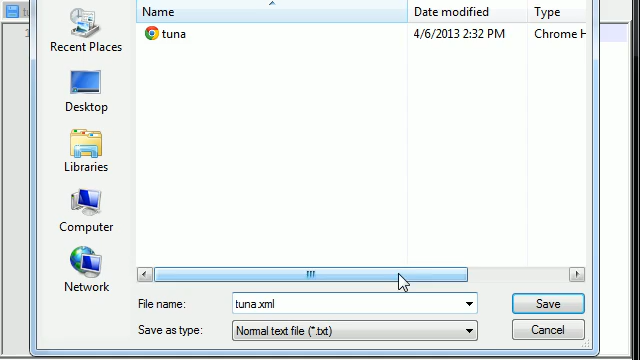 Name Date modified Type
Recent Places
tuna 4/6/2013 2:32 PM Chrome H
Desktop
Libraries
Computer
Network
File name: tuna.xml Save
Save as type: Normal text file (*.txt) Cancel